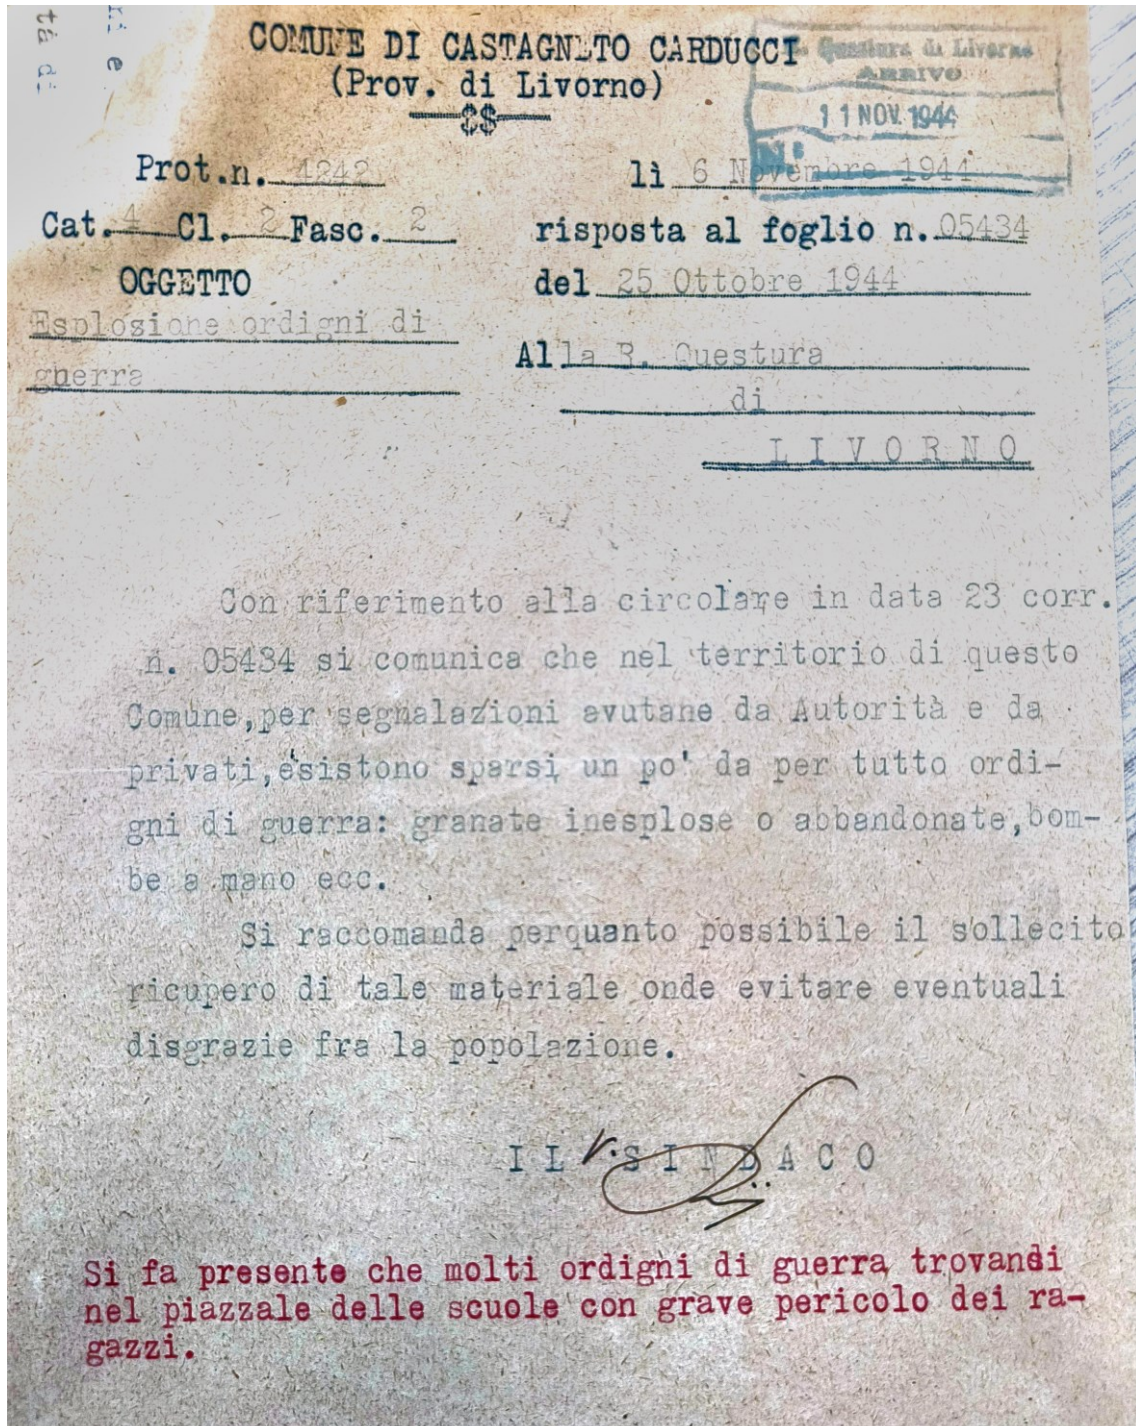 COMUNE DI CASTAGNETO CARDUCCI
(Prov. di Livorno)
R. Questura di Livorno
ARRIVO
11 NOV. 1944
N.°
Prot.n. 4242
lì 6 Novembre 1944
Cat. 4 Cl. 2 Fasc. 2
risposta al foglio n. 05434
OGGETTO
del 25 Ottobre 1944
Esplosione ordigni di
guerra
Alla R. Questura
di
LIVORNO
Con riferimento alla circolare in data 23 corr.
n. 05434 si comunica che nel territorio di questo
Comune,per segnalazioni avutane da Autorità e da
privati,esistono sparsi un po' da per tutto ordi-
gni di guerra: granate inesplose o abbandonate,bom-
be a mano ecc.
Si raccomanda perquanto possibile il sollecito
ricupero di tale materiale onde evitare eventuali
disgrazie fra la popolazione.
IL V. SINDACO
Si fa presente che molti ordigni di guerra trovansi
nel piazzale delle scuole con grave pericolo dei ra-
gazzi.